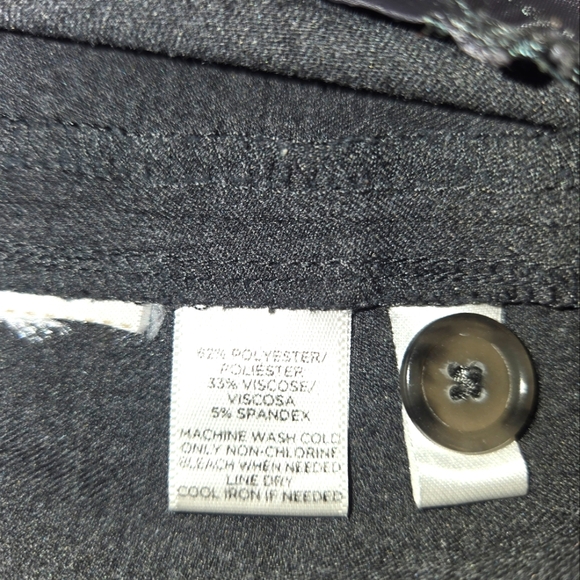 62% POLYESTER/
POLIESTER
33% VISCOSE/
VISCOSA
5% SPANDEX
MACHINE WASH COLD
ONLY NON-CHLORINE
BLEACH WHEN NEEDED
LINE DRY
COOL IRON IF NEEDED